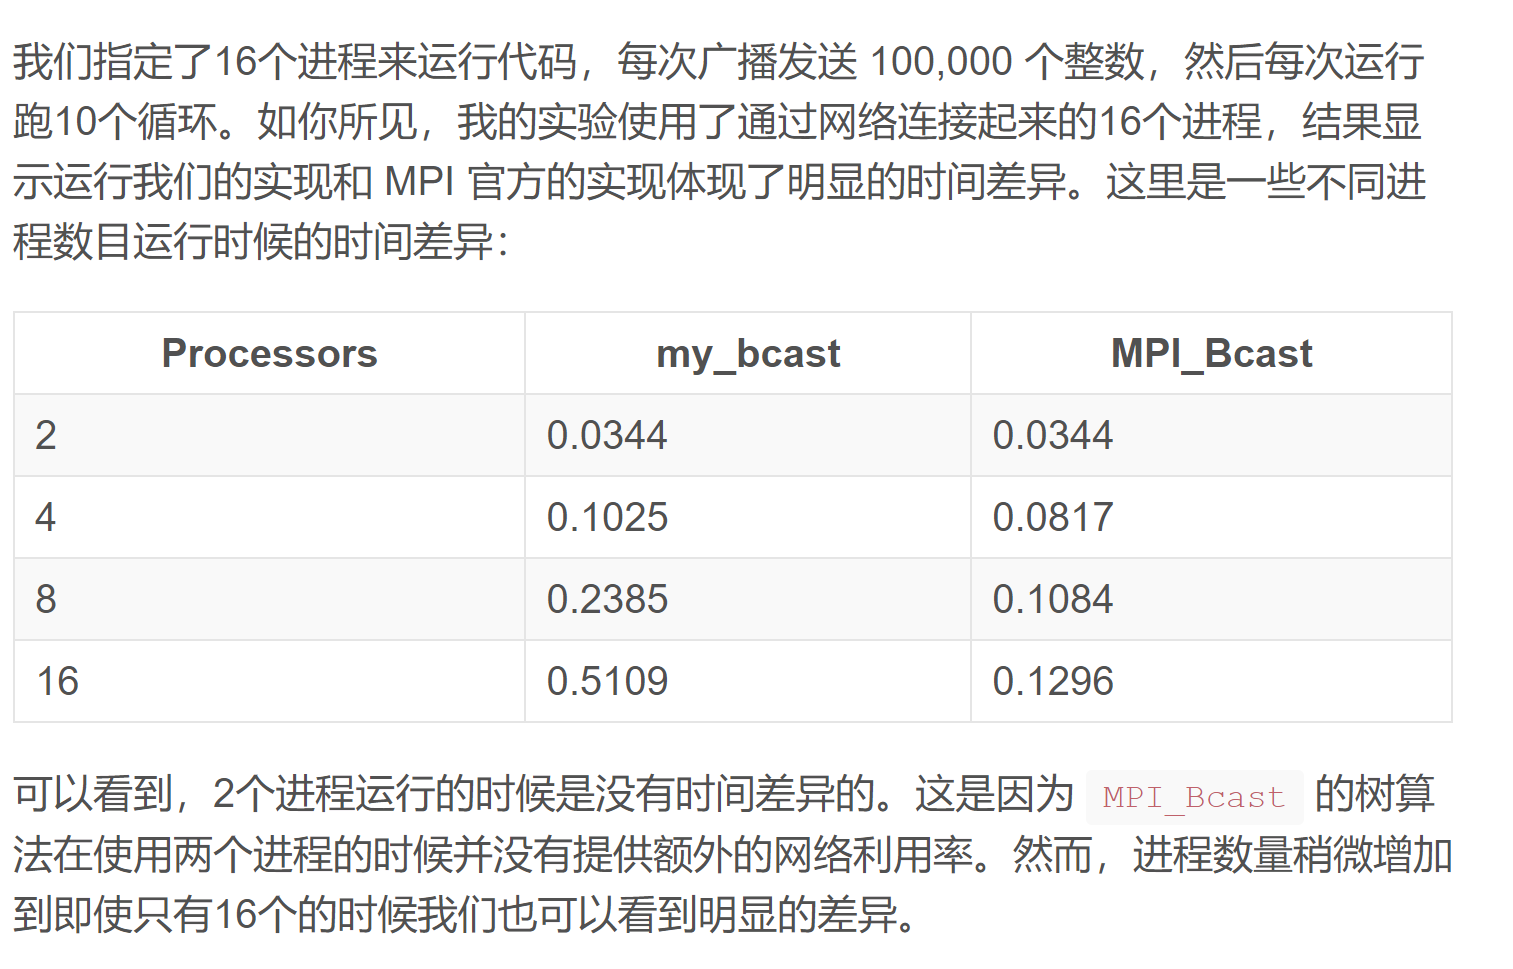 我们指定了16个进程来运行代码，每次广播发送 100,000 个整数，然后每次运行
跑10个循环。如你所见，我的实验使用了通过网络连接起来的16个进程，结果显
示运行我们的实现和 MPI 官方的实现体现了明显的时间差异。这里是一些不同进
程数目运行时候的时间差异：
Processors my_bcast MPI_Bcast
2 0.0344 0.0344
4 0.1025 0.0817
8 0.2385 0.1084
16 0.5109 0.1296
可以看到，2个进程运行的时候是没有时间差异的。这是因为 MPI_Bcast 的树算
法在使用两个进程的时候并没有提供额外的网络利用率。然而，进程数量稍微增加
到即使只有16个的时候我们也可以看到明显的差异。